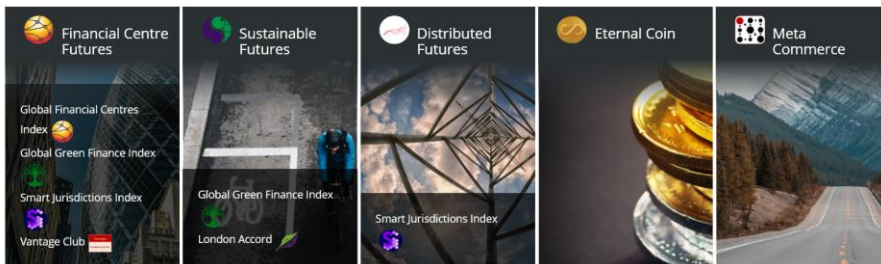 Financial Centre
Futures
Global Financial Centres
Index
Global Green Finance Index
Smart Jurisdictions Index
Vantage Club
Sustainable
Futures
Global Green Finance Index
London Accord
Distributed
Futures
Smart Jurisdictions Index
Eternal Coin
Meta
Commerce